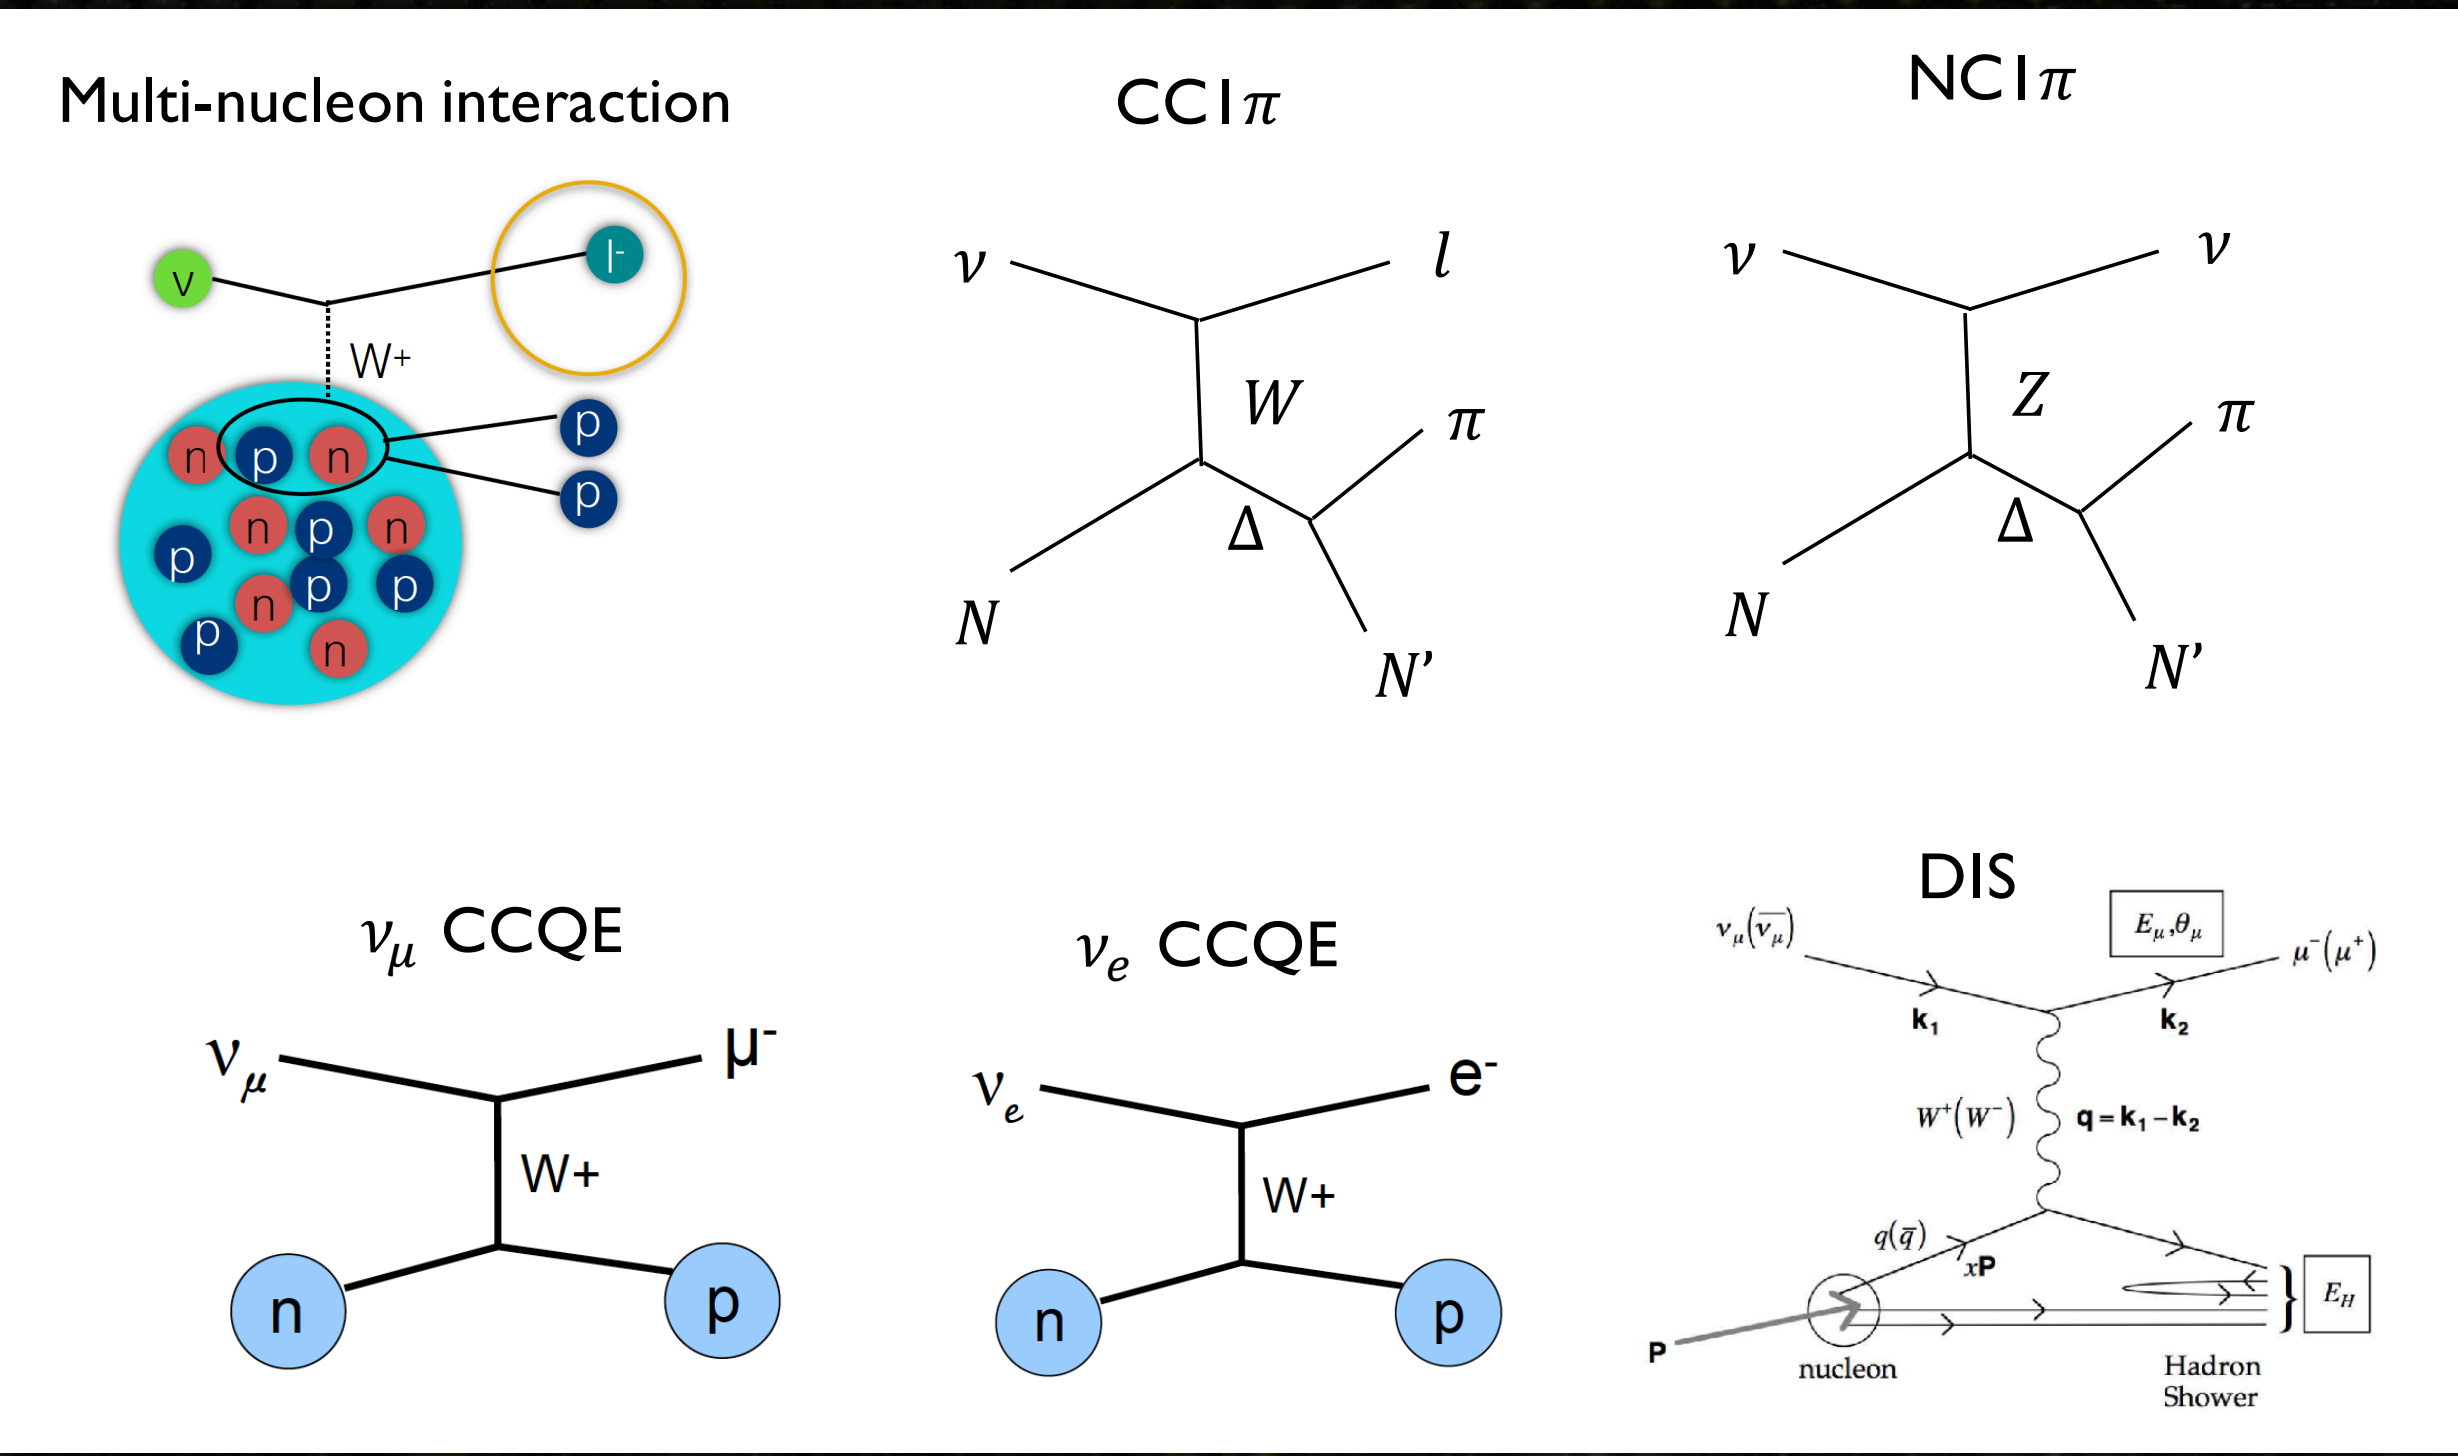 Multi-nucleon interaction
ν
l-
W+
p
p
n
p
n
n
p
n
p
p
p
n
p
n
CC1π
ν
l
W
π
Δ
N
N’
NC1π
ν
ν
Z
π
Δ
N
N’
νμ CCQE
νμ
μ-
W+
n
p
νe CCQE
νe
e-
W+
n
p
DIS
νμ(ν̅μ)
Eμ,θμ
μ⁻(μ⁺)
k₁
k₂
W⁺(W⁻)
q=k₁−k₂
q(q̅)
xP
EH
P
nucleon
Hadron
Shower